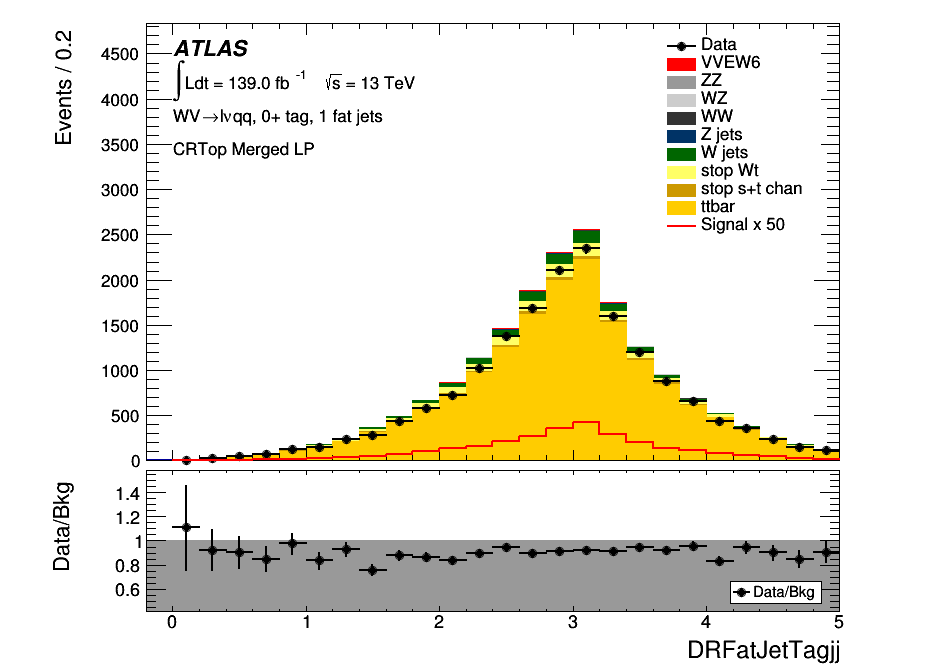 Events / 0.2
4500
4000
3500
3000
2500
2000
1500
1000
500
0
ATLAS
∫Ldt = 139.0 fb⁻¹ √s = 13 TeV
WV→lνqq, 0+ tag, 1 fat jets
CRTop Merged LP
Data
VVEW6
ZZ
WZ
WW
Z jets
W jets
stop Wt
stop s+t chan
ttbar
Signal x 50
Data/Bkg
1.4
1.2
1
0.8
0.6
Data/Bkg
0 1 2 3 4 5
DRFatJetTagjj